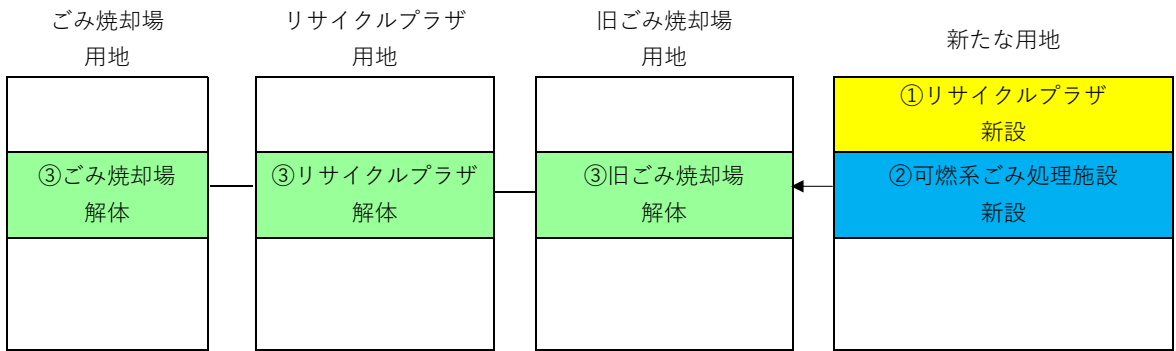 ごみ焼却場
用地
リサイクルプラザ
用地
旧ごみ焼却場
用地
新たな用地
①リサイクルプラザ
新設
③ごみ焼却場
解体
③リサイクルプラザ
解体
③旧ごみ焼却場
解体
②可燃系ごみ処理施設
新設